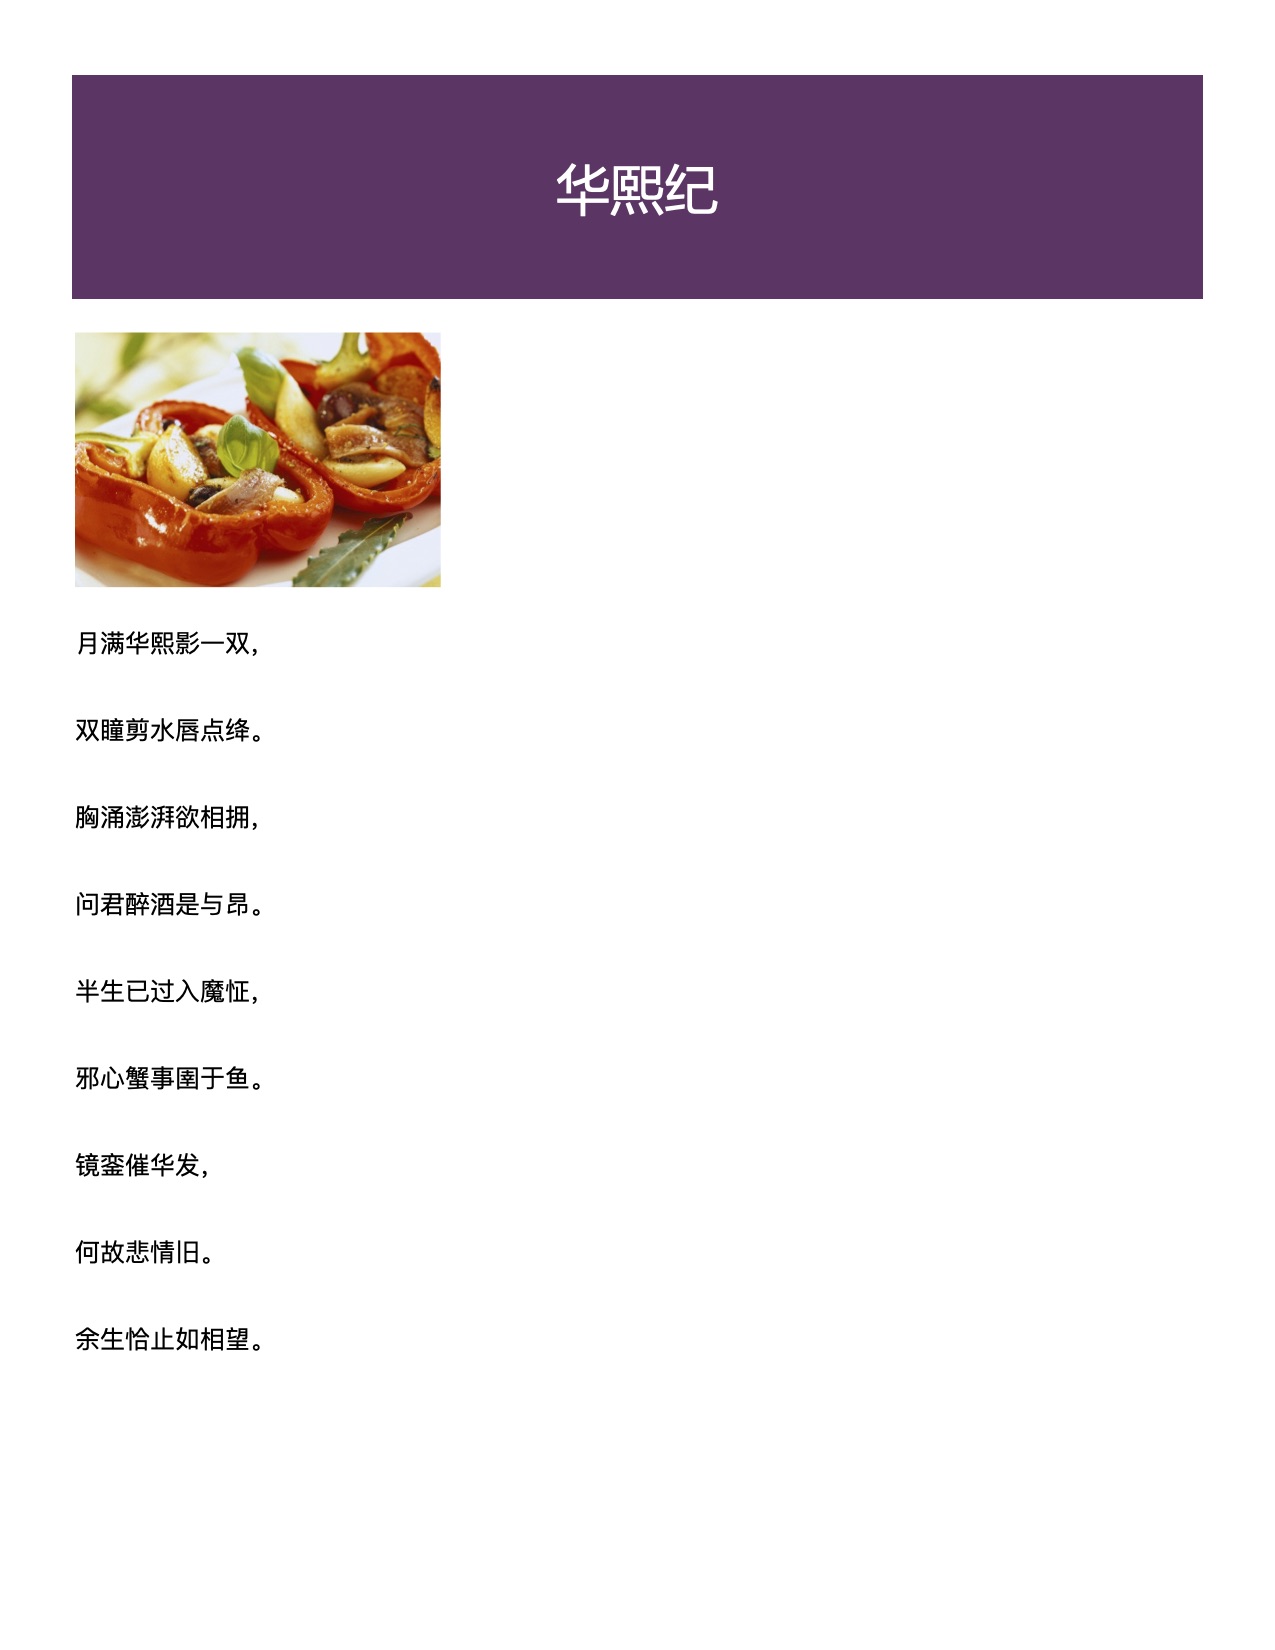 华熙纪
月满华熙影一双，
双瞳剪水唇点绛。
胸涌澎湃欲相拥，
问君醉酒是与昂。
半生已过入魔怔，
邪心蟹事圉于鱼。
镜銮催华发，
何故悲情旧。
余生恰止如相望。